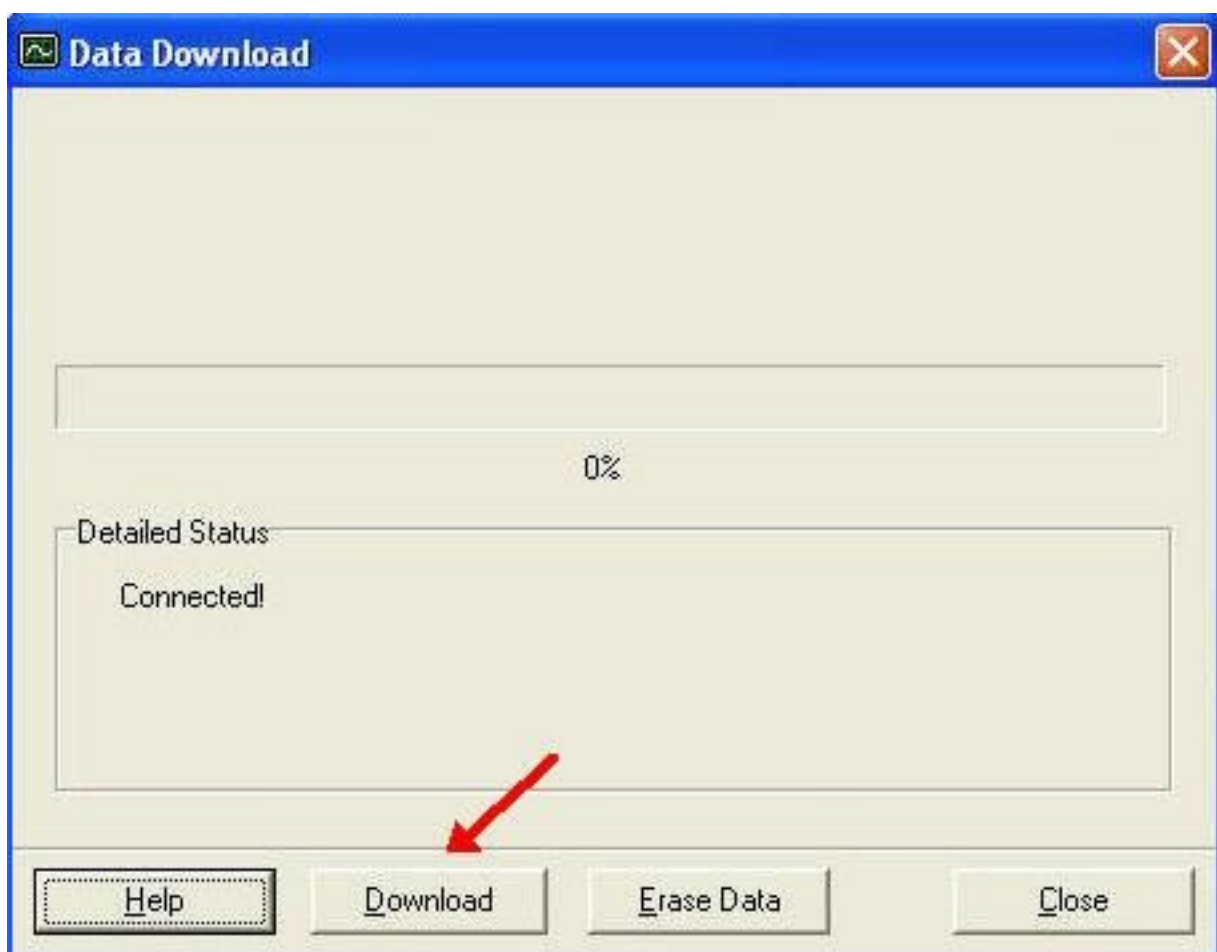 Data Download
0%
Detailed Status
Connected!
Help
Download
Erase Data
Close